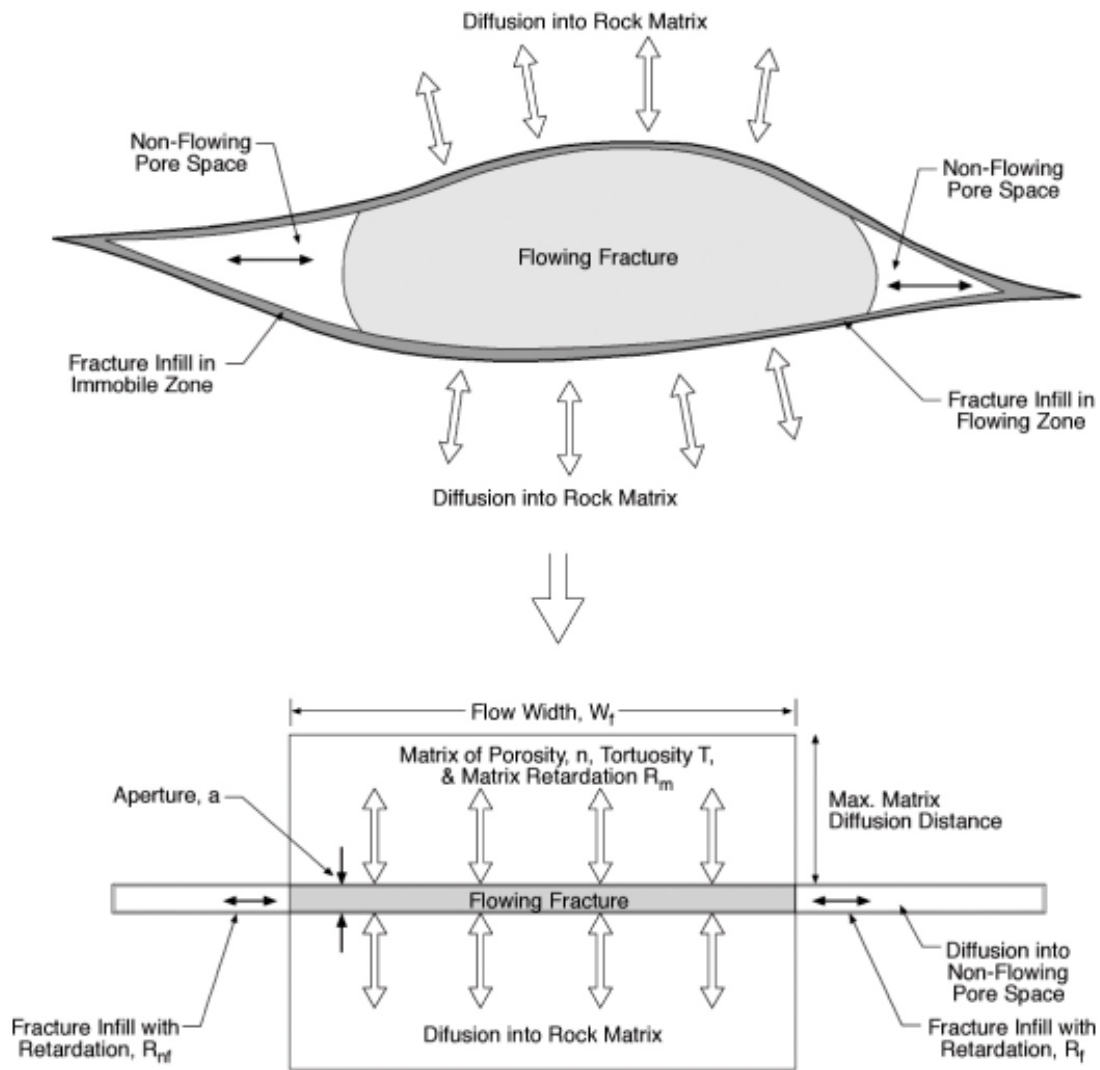 Diffusion into Rock Matrix
Non-Flowing
Pore Space
Non-Flowing
Pore Space
Flowing Fracture
Fracture Infill in
Immobile Zone
Fracture Infill in
Flowing Zone
Diffusion into Rock Matrix
Flow Width, Wf
Matrix of Porosity, n, Tortuosity T,
& Matrix Retardation Rm
Aperture, a
Max. Matrix
Diffusion Distance
Flowing Fracture
Diffusion into
Non-Flowing
Pore Space
Fracture Infill with
Retardation, Rnf
Difusion into Rock Matrix
Fracture Infill with
Retardation, Rf